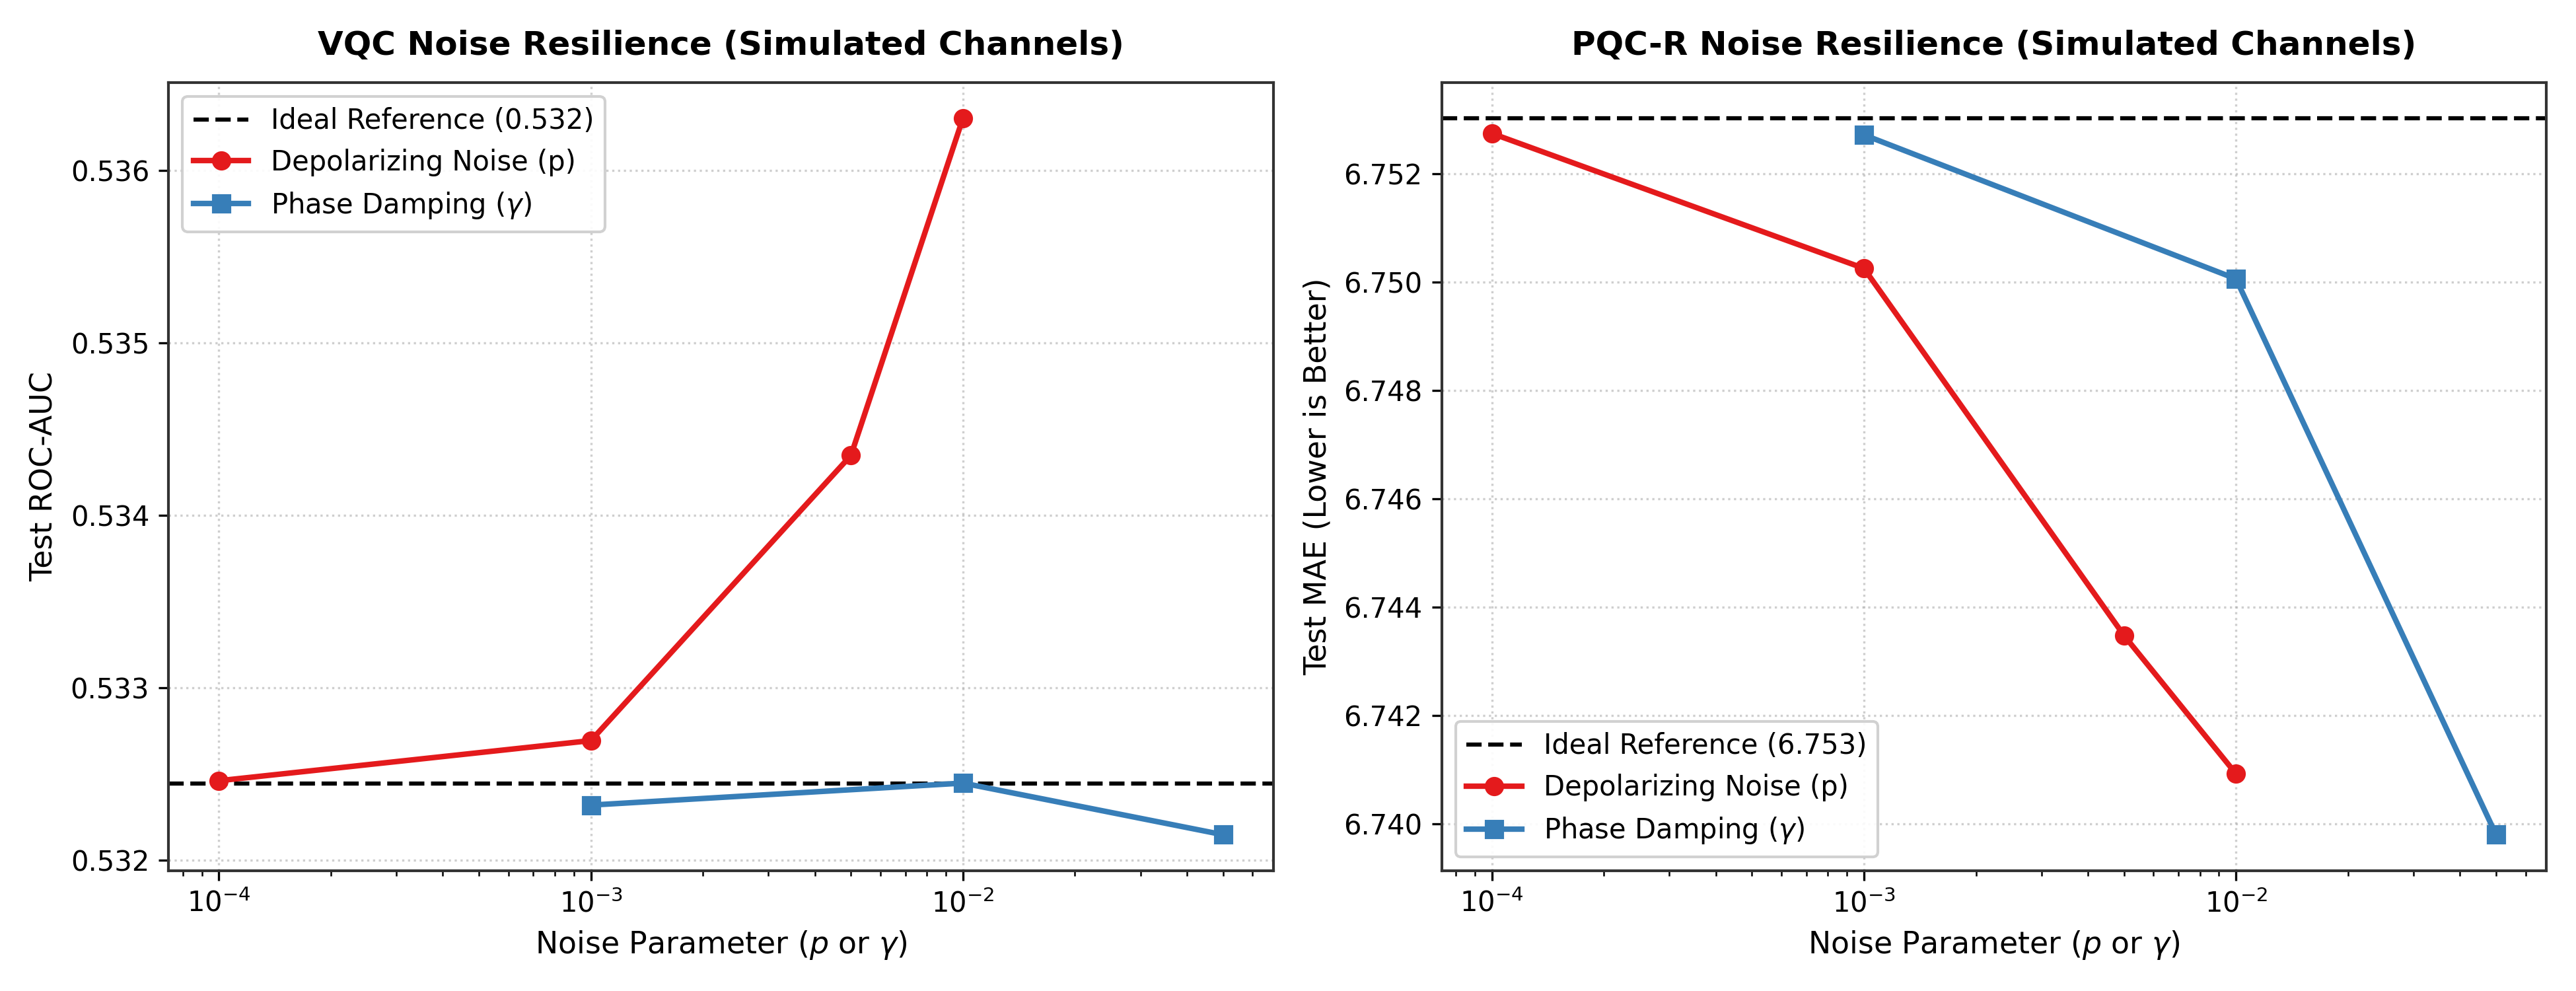 VQC Noise Resilience (Simulated Channels)
Ideal Reference (0.532)
Depolarizing Noise (p)
Phase Damping (γ)
Test ROC-AUC
0.536
0.535
0.534
0.533
0.532
10⁻⁴
10⁻³
10⁻²
Noise Parameter (p or γ)
PQC-R Noise Resilience (Simulated Channels)
Test MAE (Lower is Better)
6.752
6.750
6.748
6.746
6.744
6.742
6.740
Ideal Reference (6.753)
Depolarizing Noise (p)
Phase Damping (γ)
10⁻⁴
10⁻³
10⁻²
Noise Parameter (p or γ)